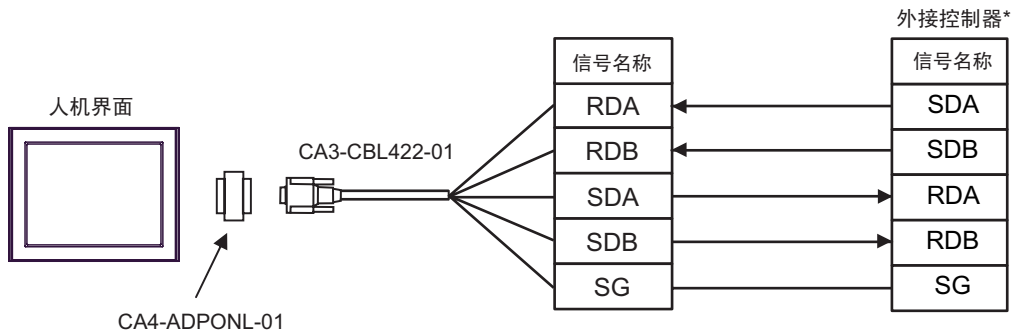 外接控制器*
信号名称
信号名称
人机界面
RDA
SDA
CA3-CBL422-01
RDB
SDB
SDA
RDA
SDB
RDB
SG
SG
CA4-ADPONL-01